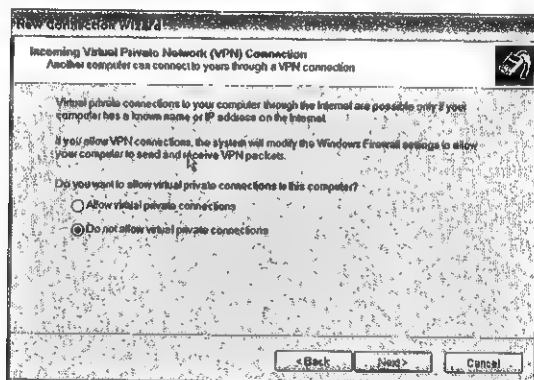 New Connection Wizard
Incoming Virtual Private Network (VPN) Connection
Another computer can connect to yours through a VPN connection
Virtual private connections to your computer through the Internet are possible only if your
computer has a known name or IP address on the Internet.
If you allow VPN connections, the system will modify the Windows Firewall settings to allow
your computer to send and receive VPN packets.
Do you want to allow virtual private connections to this computer?
Allow virtual private connections
Do not allow virtual private connections
< Back
Next >
Cancel